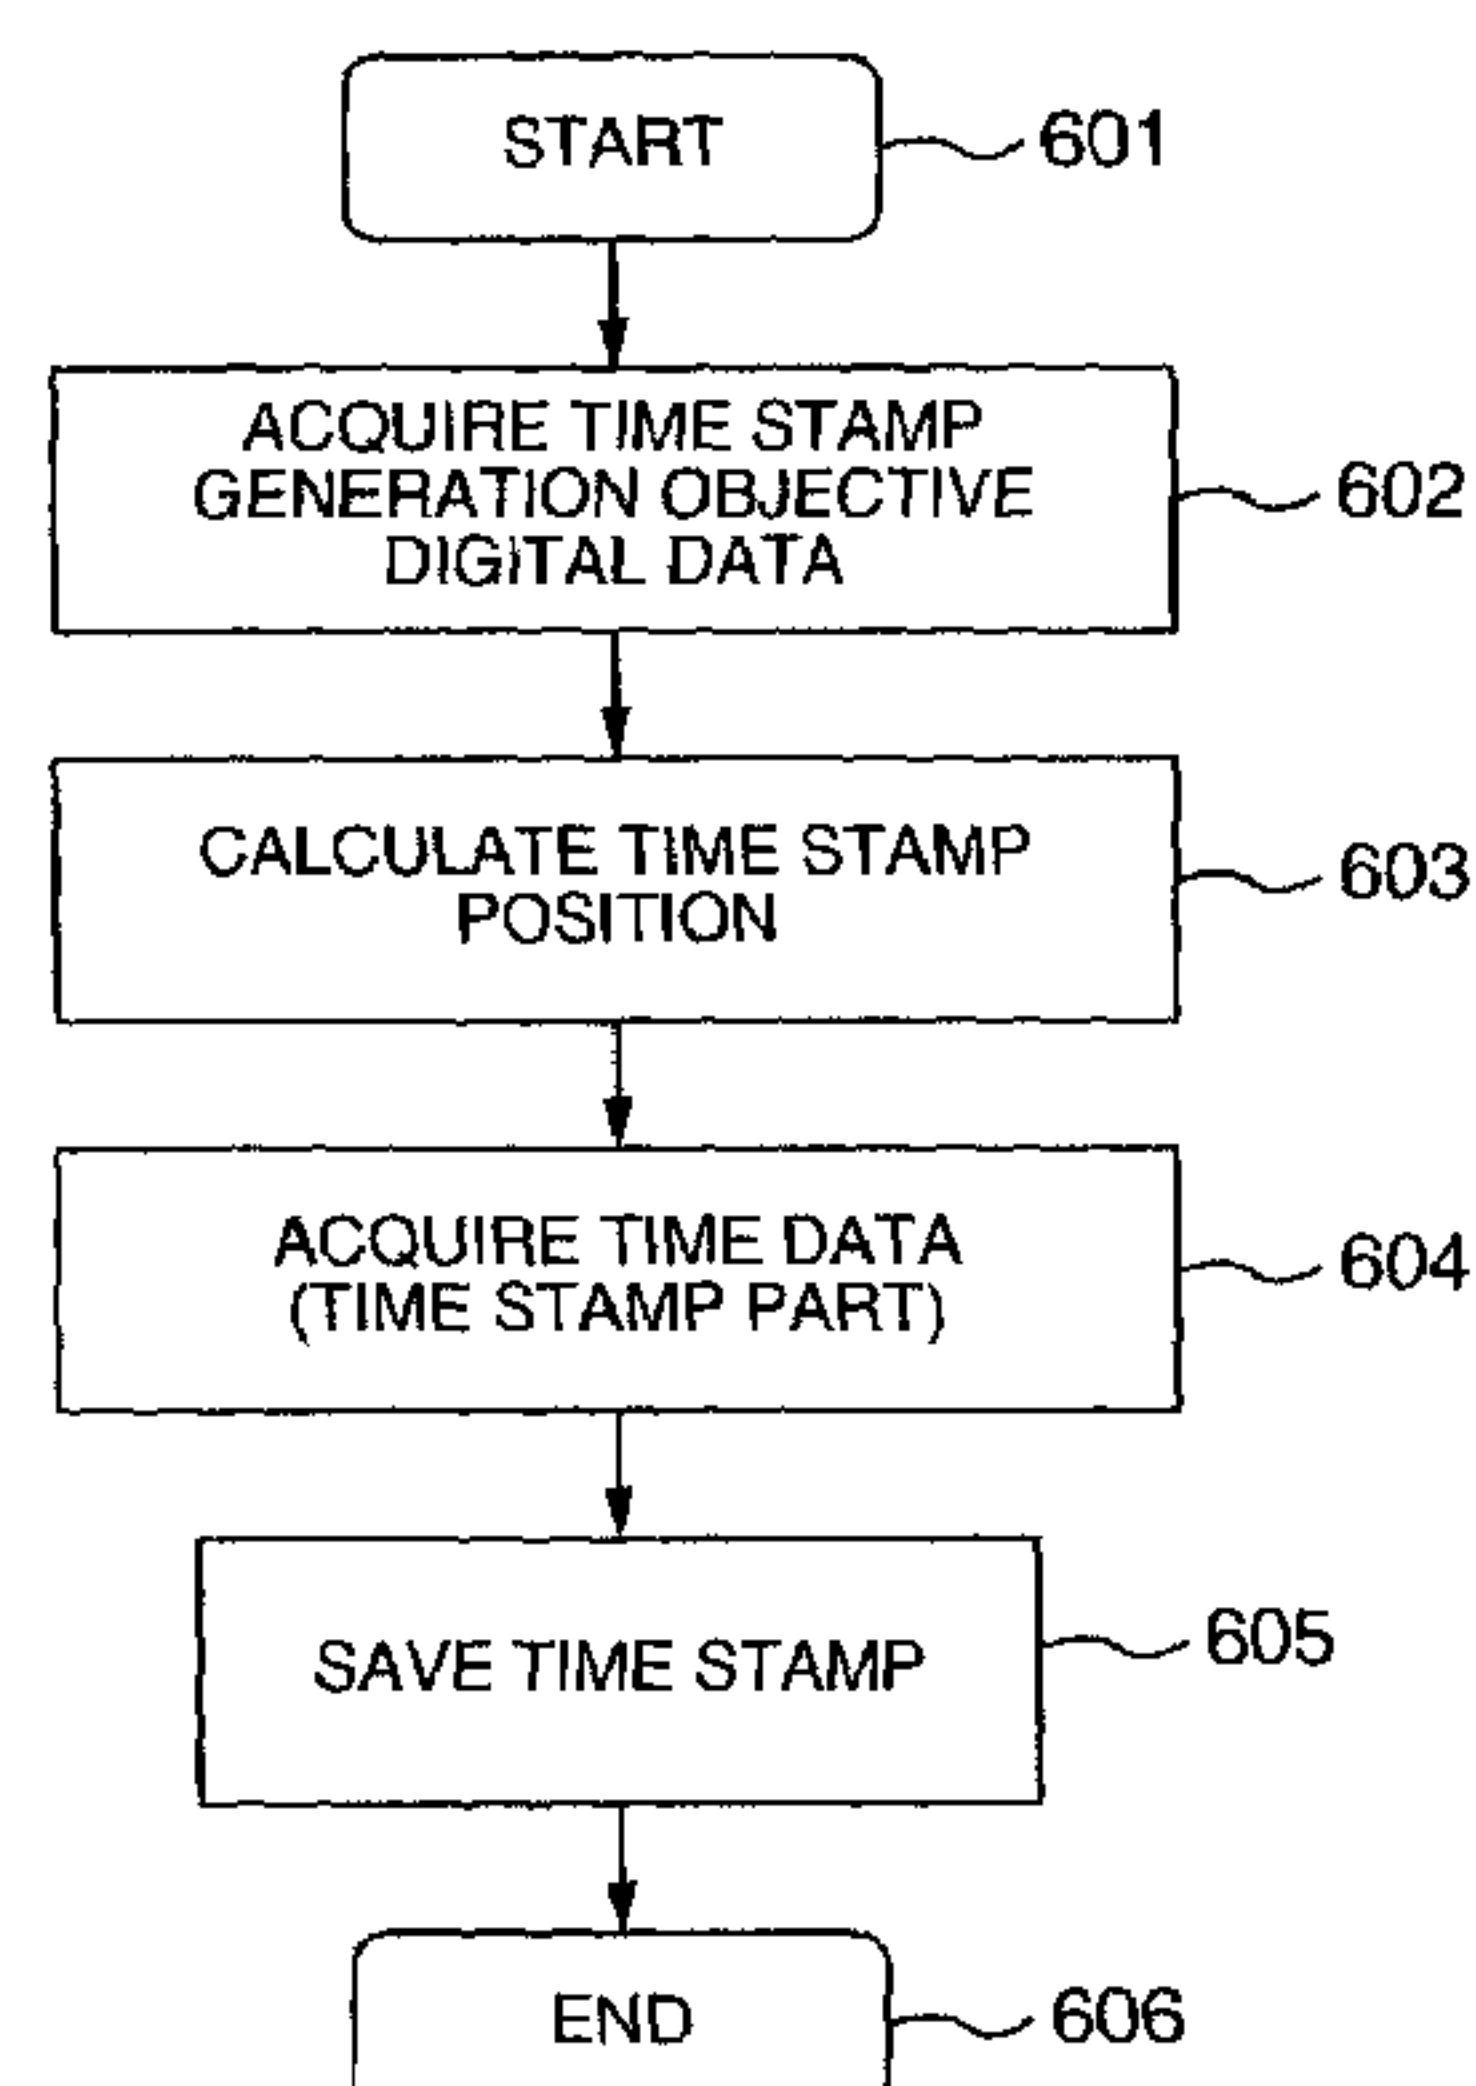 START
601
ACQUIRE TIME STAMP
GENERATION OBJECTIVE
DIGITAL DATA
602
CALCULATE TIME STAMP
POSITION
603
ACQUIRE TIME DATA
(TIME STAMP PART)
604
SAVE TIME STAMP
605
END
606